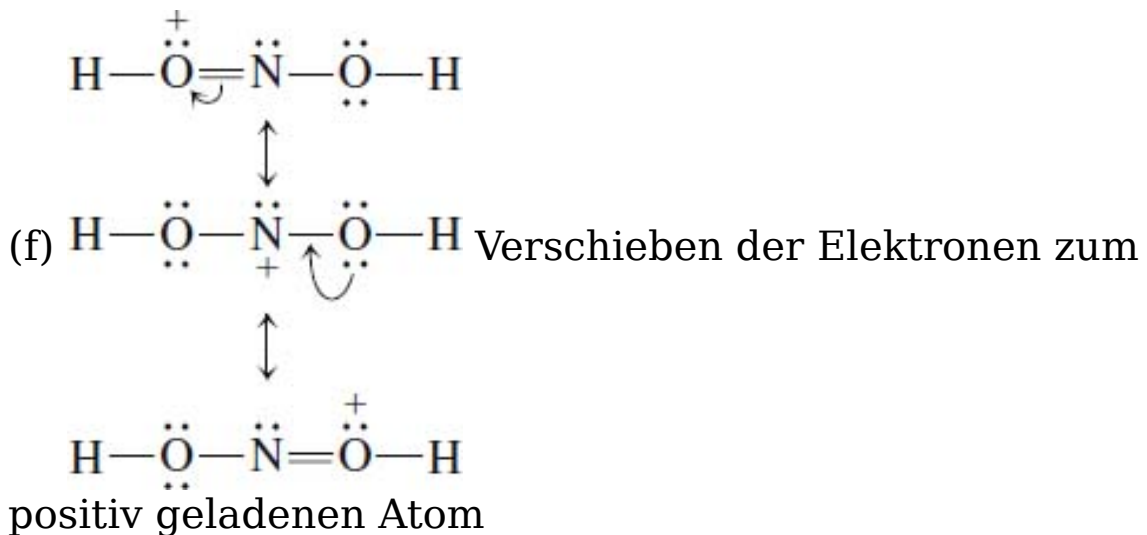 +
H—Ö=N̈—Ö—H
(f) H—Ö—N̈—Ö—H Verschieben der Elektronen zum
+
+
H—Ö—N̈=Ö—H
positiv geladenen Atom